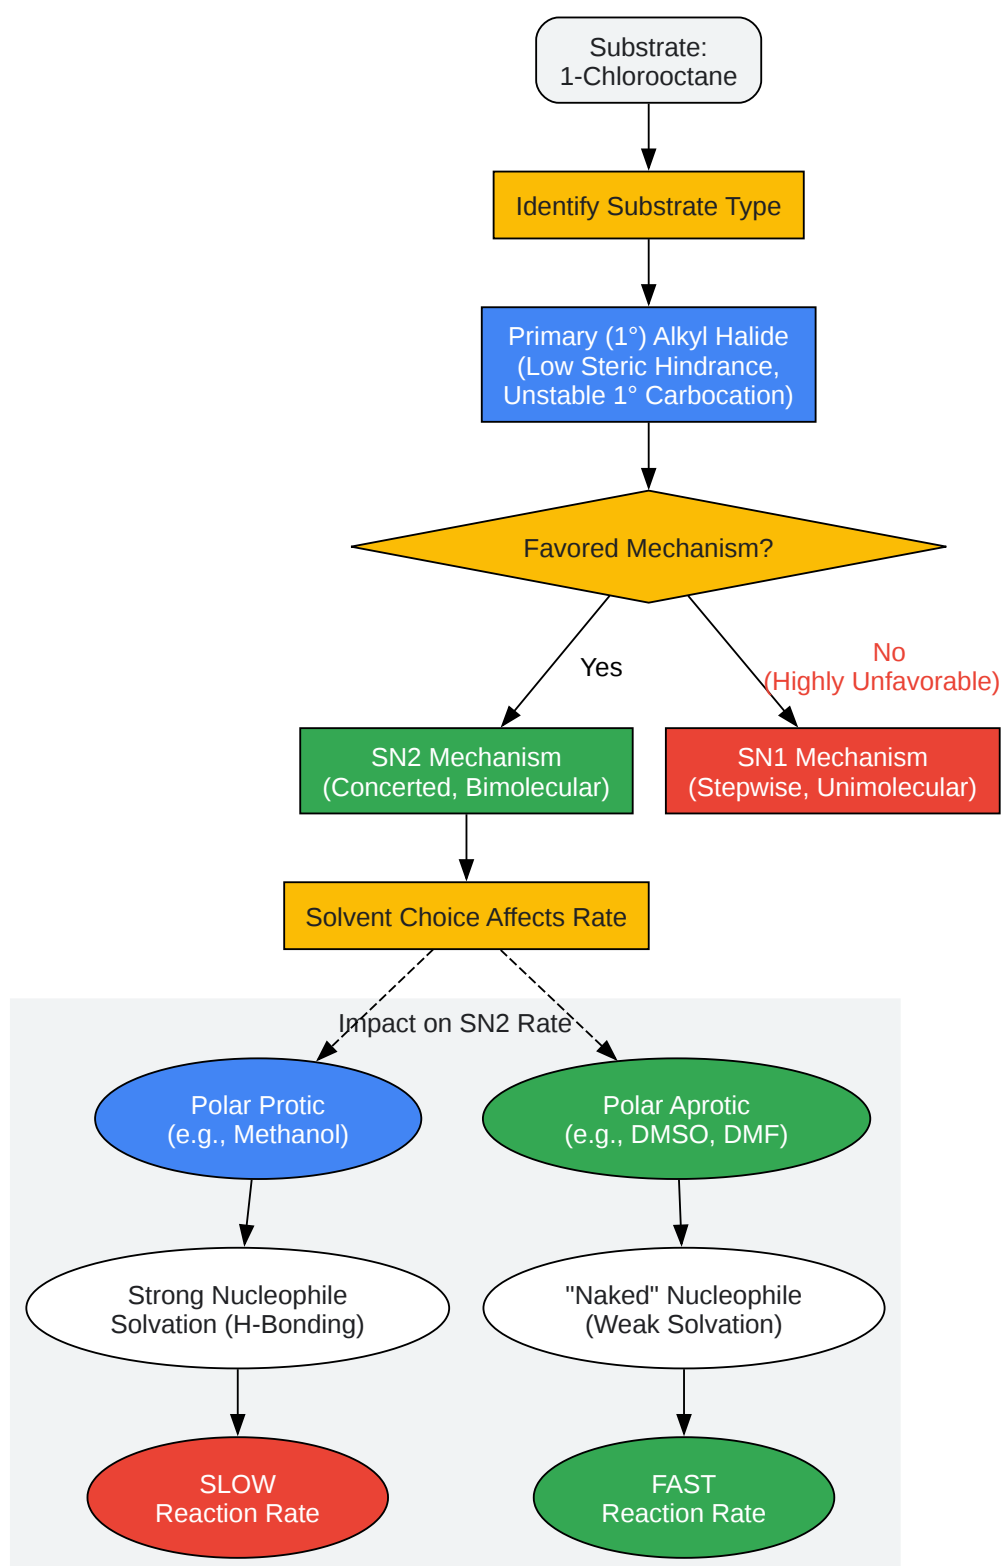 Substrate:
1-Chlorooctane
Identify Substrate Type
Primary (1°) Alkyl Halide
(Low Steric Hindrance,
Unstable 1° Carbocation)
Favored Mechanism?
Yes
No
(Highly Unfavorable)
SN2 Mechanism
(Concerted, Bimolecular)
SN1 Mechanism
(Stepwise, Unimolecular)
Solvent Choice Affects Rate
Impact on SN2 Rate
Polar Protic
(e.g., Methanol)
Polar Aprotic
(e.g., DMSO, DMF)
Strong Nucleophile
Solvation (H-Bonding)
"Naked" Nucleophile
(Weak Solvation)
SLOW
Reaction Rate
FAST
Reaction Rate